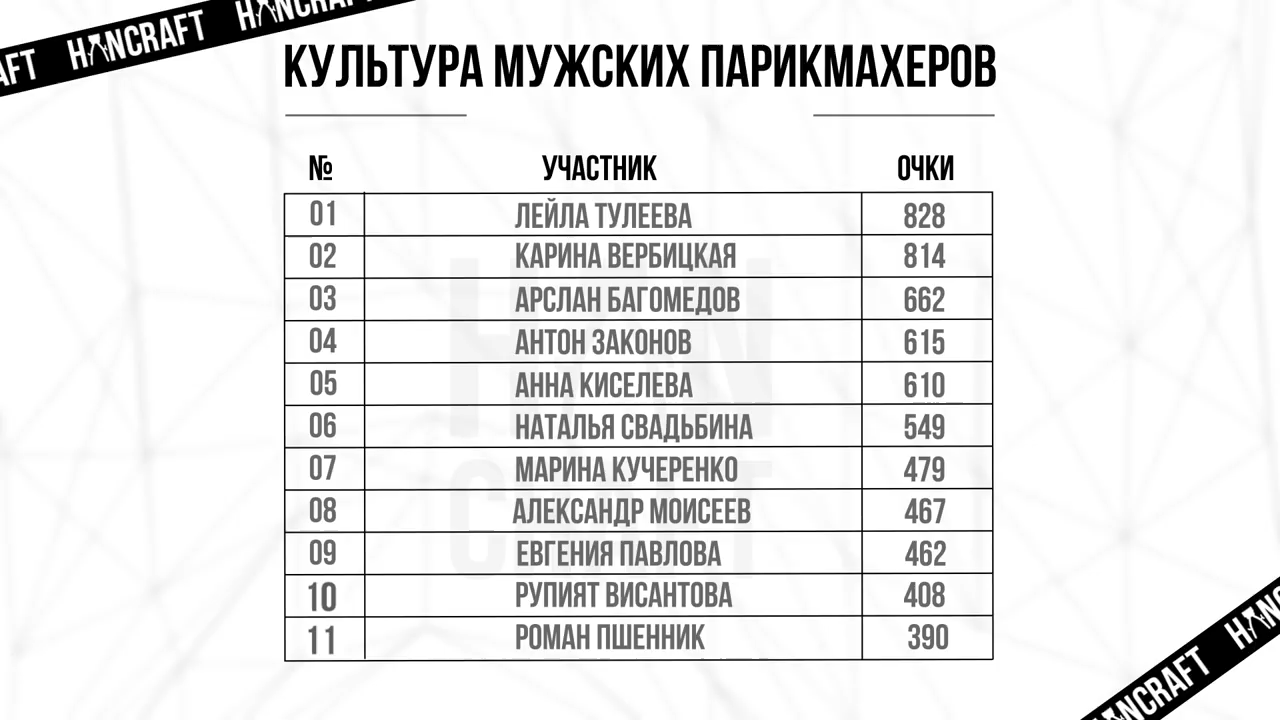 HANCRAFT HANCRAFT
КУЛЬТУРА МУЖСКИХ ПАРИКМАХЕРОВ
№ УЧАСТНИК ОЧКИ
01 ЛЕЙЛА ТУЛЕЕВА 828
02 КАРИНА ВЕРБИЦКАЯ 814
03 АРСЛАН БАГОМЕДОВ 662
04 АНТОН ЗАКОНОВ 615
05 АННА КИСЕЛЕВА 610
06 НАТАЛЬЯ СВАДЬБИНА 549
07 МАРИНА КУЧЕРЕНКО 479
08 АЛЕКСАНДР МОИСЕЕВ 467
09 ЕВГЕНИЯ ПАВЛОВА 462
10 РУПИЯТ ВИСАНТОВА 408
11 РОМАН ПШЕННИК 390
HANCRAFT